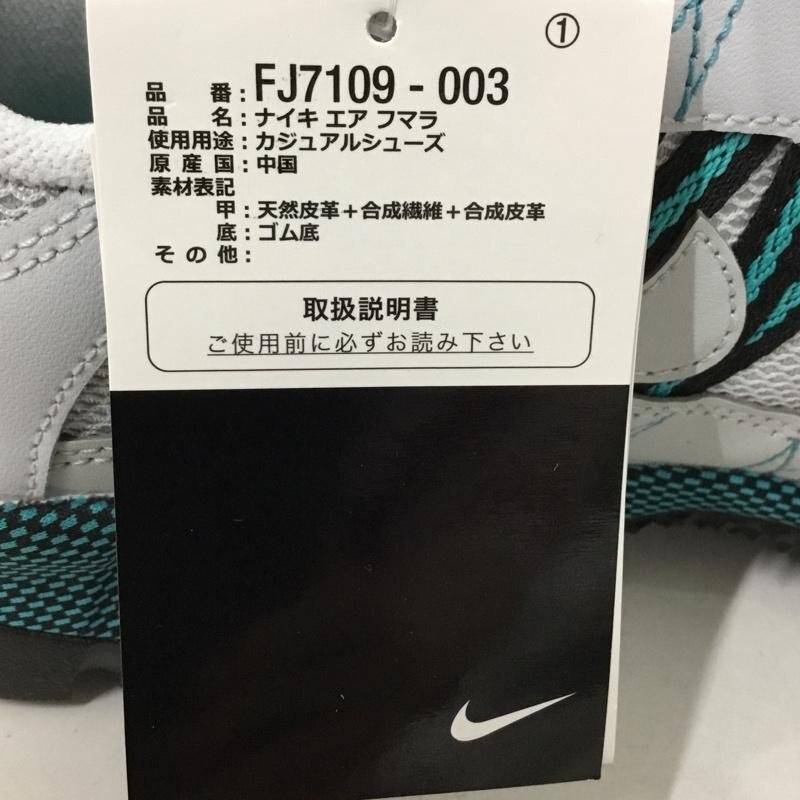 ①
品 番：FJ7109 - 003
品 名：ナイキ エア フマラ
使用用途：カジュアルシューズ
原 産 国：中国
素材表記
甲：天然皮革＋合成繊維＋合成皮革
底：ゴム底
そ の 他：
取扱説明書
ご使用前に必ずお読み下さい